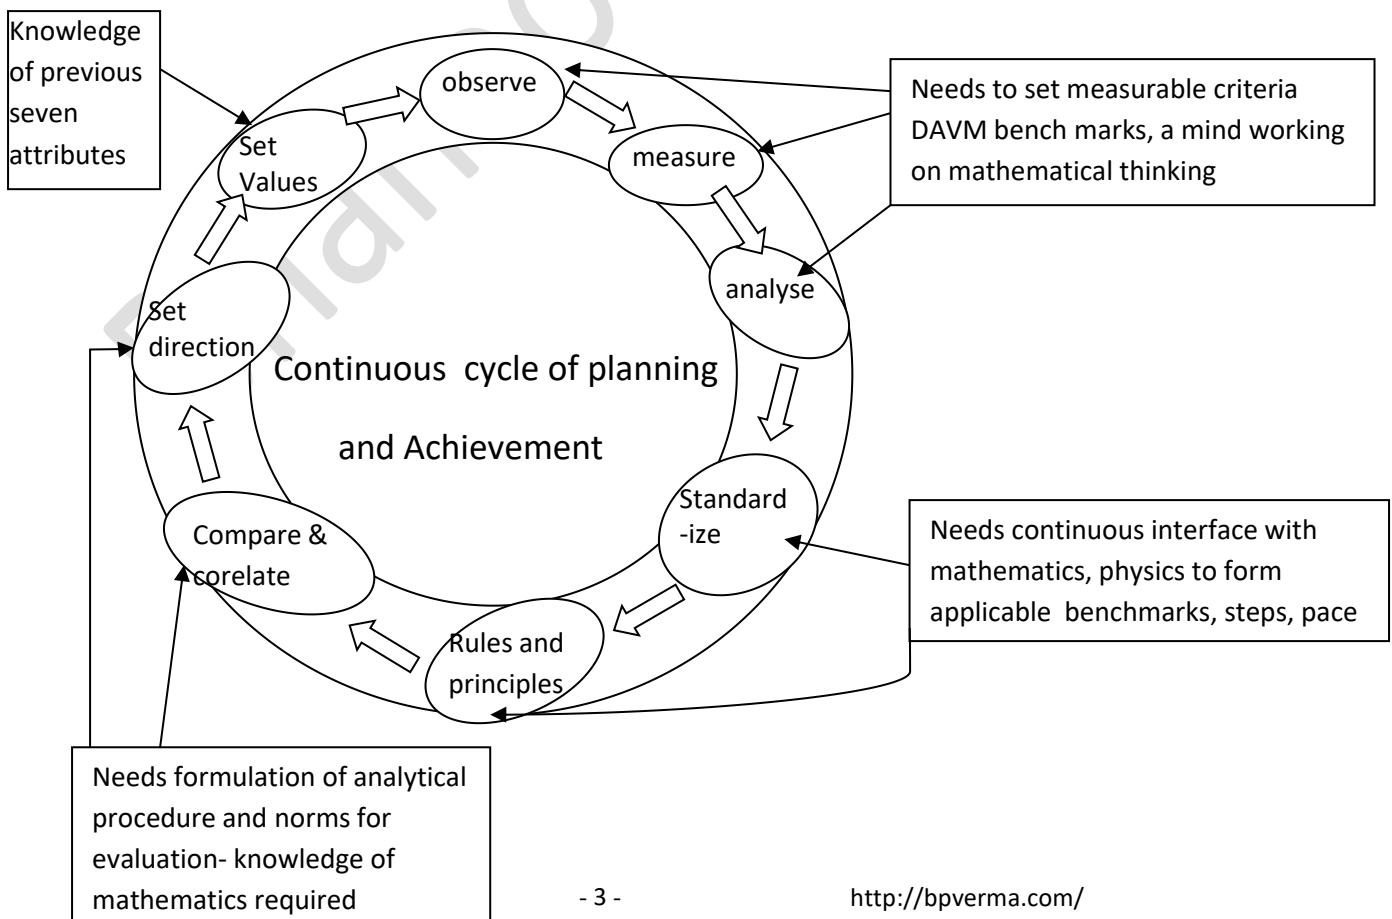 Knowledge
of previous
seven
attributes
observe
Needs to set measurable criteria
DAVM bench marks, a mind working
on mathematical thinking
Set
Values
measure
analyse
Set
direction
Continuous cycle of planning
and Achievement
Standard
-ize
Compare &
corelate
Needs continuous interface with
mathematics, physics to form
applicable benchmarks, steps, pace
Rules and
principles
Needs formulation of analytical
procedure and norms for
evaluation- knowledge of
mathematics required
- 3 -
http://bpverma.com/